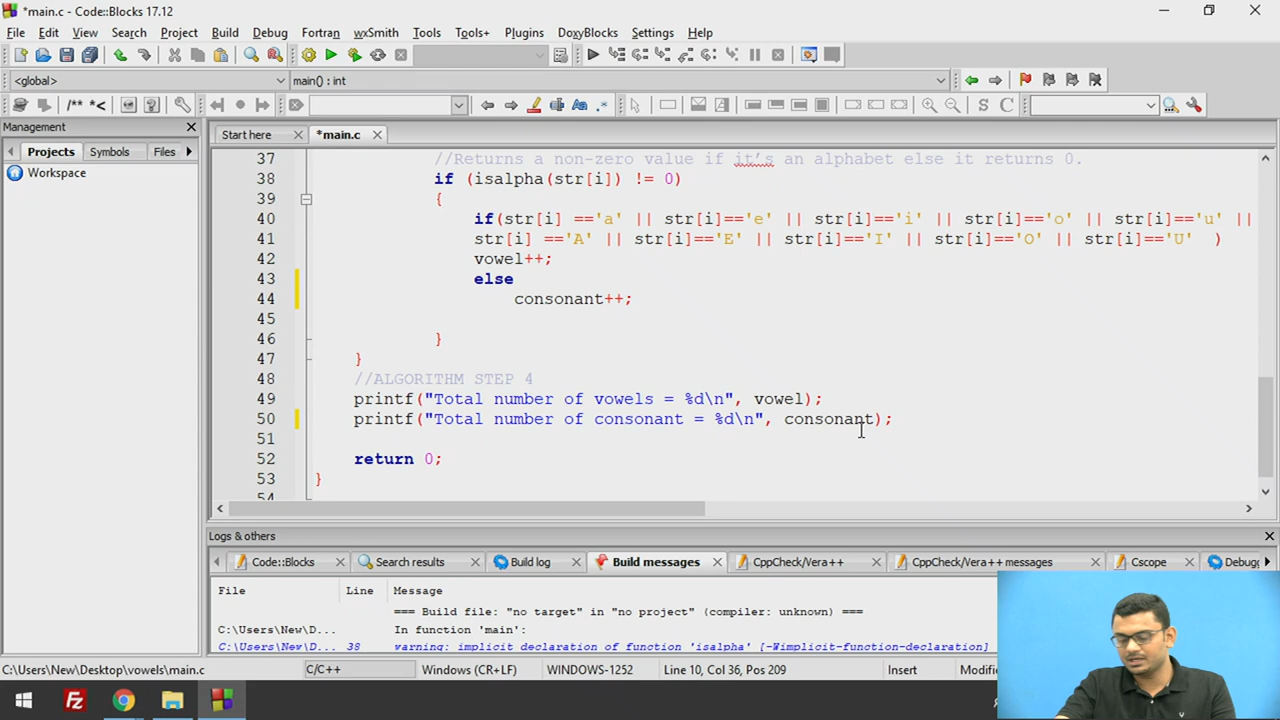 *main.c - Code::Blocks 17.12
File Edit View Search Project Build Debug Fortran wxSmith Tools Tools+ Plugins DoxyBlocks Settings Help
<global> main() : int
/** *<
S C
Management
Projects Symbols Files
Workspace
Start here *main.c
37 //Returns a non-zero value if it's an alphabet else it returns 0.
38 if (isalpha(str[i]) != 0)
39 {
40 if(str[i] =='a' || str[i]=='e' || str[i]=='i' || str[i]=='o' || str[i]=='u' ||
41 str[i] =='A' || str[i]=='E' || str[i]=='I' || str[i]=='O' || str[i]=='U' )
42 vowel++;
43 else
44 consonant++;
45
46 }
47 }
48 //ALGORITHM STEP 4
49 printf("Total number of vowels = %d\n", vowel);
50 printf("Total number of consonant = %d\n", consonant);
51
52 return 0;
53 }
54
Logs & others
Code::Blocks Search results Build log Build messages CppCheck/Vera++ CppCheck/Vera++ messages Cscope Debugg
File Line Message
=== Build file: "no target" in "no project" (compiler: unknown) ===
C:\Users\New\D... In function 'main':
C:\Users\New\D... 38 warning: implicit declaration of function 'isalpha' [-Wimplicit-function-declaration]
C:\Users\New\Desktop\vowels\main.c C/C++ Windows (CR+LF) WINDOWS-1252 Line 10, Col 36, Pos 209 Insert Modifi
FZ